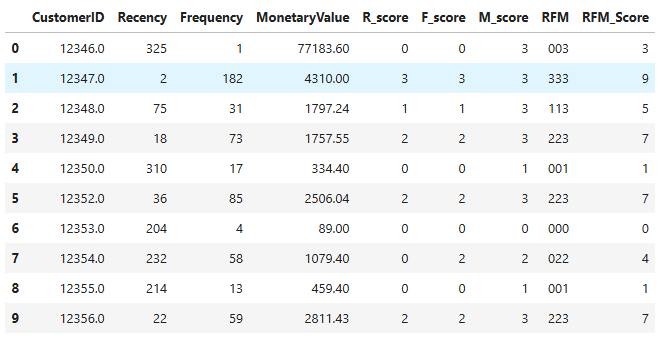 CustomerID Recency Frequency MonetaryValue R_score F_score M_score RFM RFM_Score
0 12346.0 325 1 77183.60 0 0 3 003 3
1 12347.0 2 182 4310.00 3 3 3 333 9
2 12348.0 75 31 1797.24 1 1 3 113 5
3 12349.0 18 73 1757.55 2 2 3 223 7
4 12350.0 310 17 334.40 0 0 1 001 1
5 12352.0 36 85 2506.04 2 2 3 223 7
6 12353.0 204 4 89.00 0 0 0 000 0
7 12354.0 232 58 1079.40 0 2 2 022 4
8 12355.0 214 13 459.40 0 0 1 001 1
9 12356.0 22 59 2811.43 2 2 3 223 7